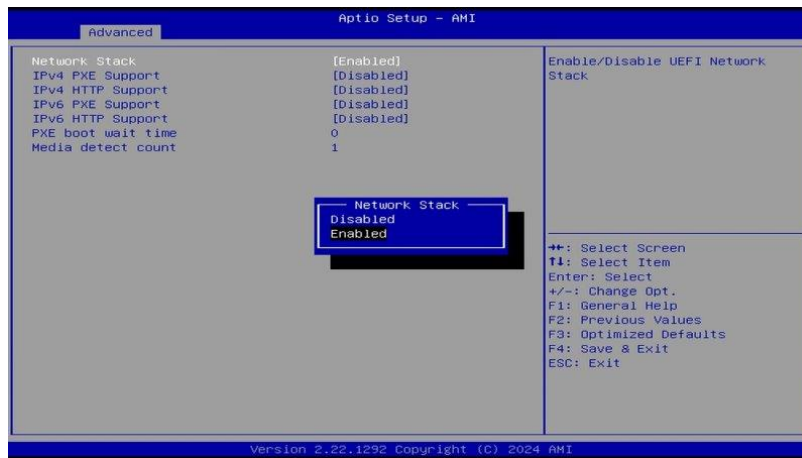 Aptio Setup - AMI
Advanced
Network Stack [Enabled]
IPv4 PXE Support [Disabled]
IPv4 HTTP Support [Disabled]
IPv6 PXE Support [Disabled]
IPv6 HTTP Support [Disabled]
PXE boot wait time 0
Media detect count 1
Enable/Disable UEFI Network
Stack
Network Stack
Disabled
Enabled
→←: Select Screen
↑↓: Select Item
Enter: Select
+/-: Change Opt.
F1: General Help
F2: Previous Values
F3: Optimized Defaults
F4: Save & Exit
ESC: Exit
Version 2.22.1292 Copyright (C) 2024 AMI